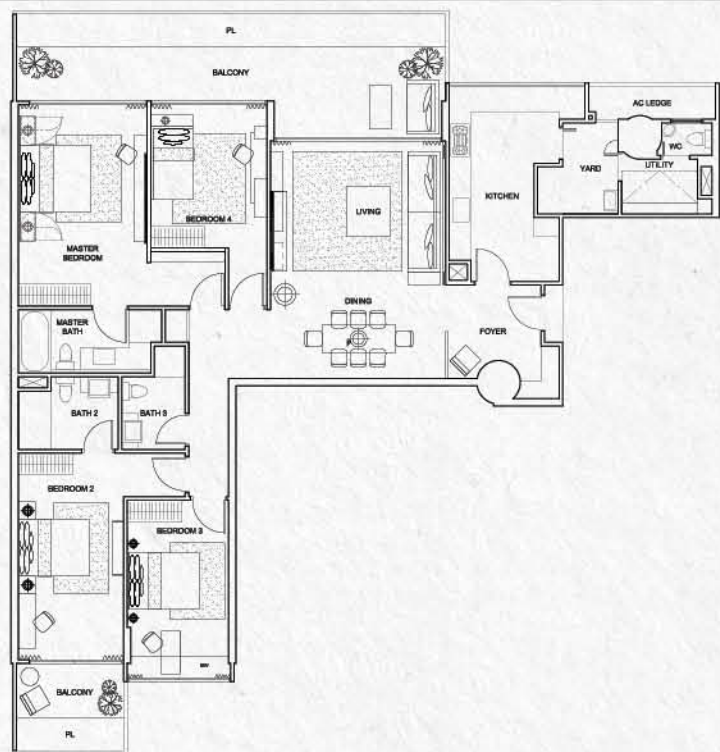 PL
BALCONY
AC LEDGE
WC
UTILITY
YARD
KITCHEN
BEDROOM 4
LIVING
MASTER
BEDROOM
DINING
FOYER
MASTER
BATH
BATH 2
BATH 3
BEDROOM 2
BEDROOM 3
BALCONY
PL